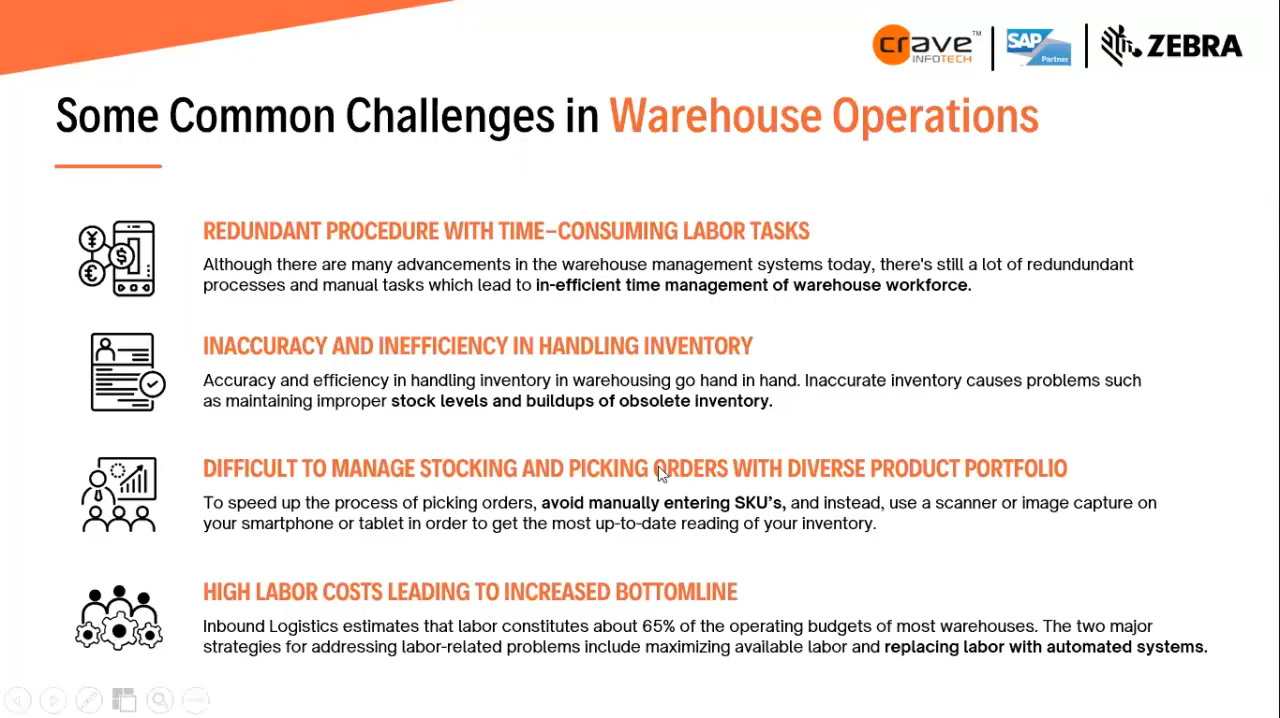 crave™
INFOTECH
SAP
Partner
ZEBRA
Some Common Challenges in Warehouse Operations
REDUNDANT PROCEDURE WITH TIME–CONSUMING LABOR TASKS
Although there are many advancements in the warehouse management systems today, there's still a lot of redundundant
processes and manual tasks which lead to in-efficient time management of warehouse workforce.
INACCURACY AND INEFFICIENCY IN HANDLING INVENTORY
Accuracy and efficiency in handling inventory in warehousing go hand in hand. Inaccurate inventory causes problems such
as maintaining improper stock levels and buildups of obsolete inventory.
DIFFICULT TO MANAGE STOCKING AND PICKING ORDERS WITH DIVERSE PRODUCT PORTFOLIO
To speed up the process of picking orders, avoid manually entering SKU’s, and instead, use a scanner or image capture on
your smartphone or tablet in order to get the most up-to-date reading of your inventory.
HIGH LABOR COSTS LEADING TO INCREASED BOTTOMLINE
Inbound Logistics estimates that labor constitutes about 65% of the operating budgets of most warehouses. The two major
strategies for addressing labor-related problems include maximizing available labor and replacing labor with automated systems.